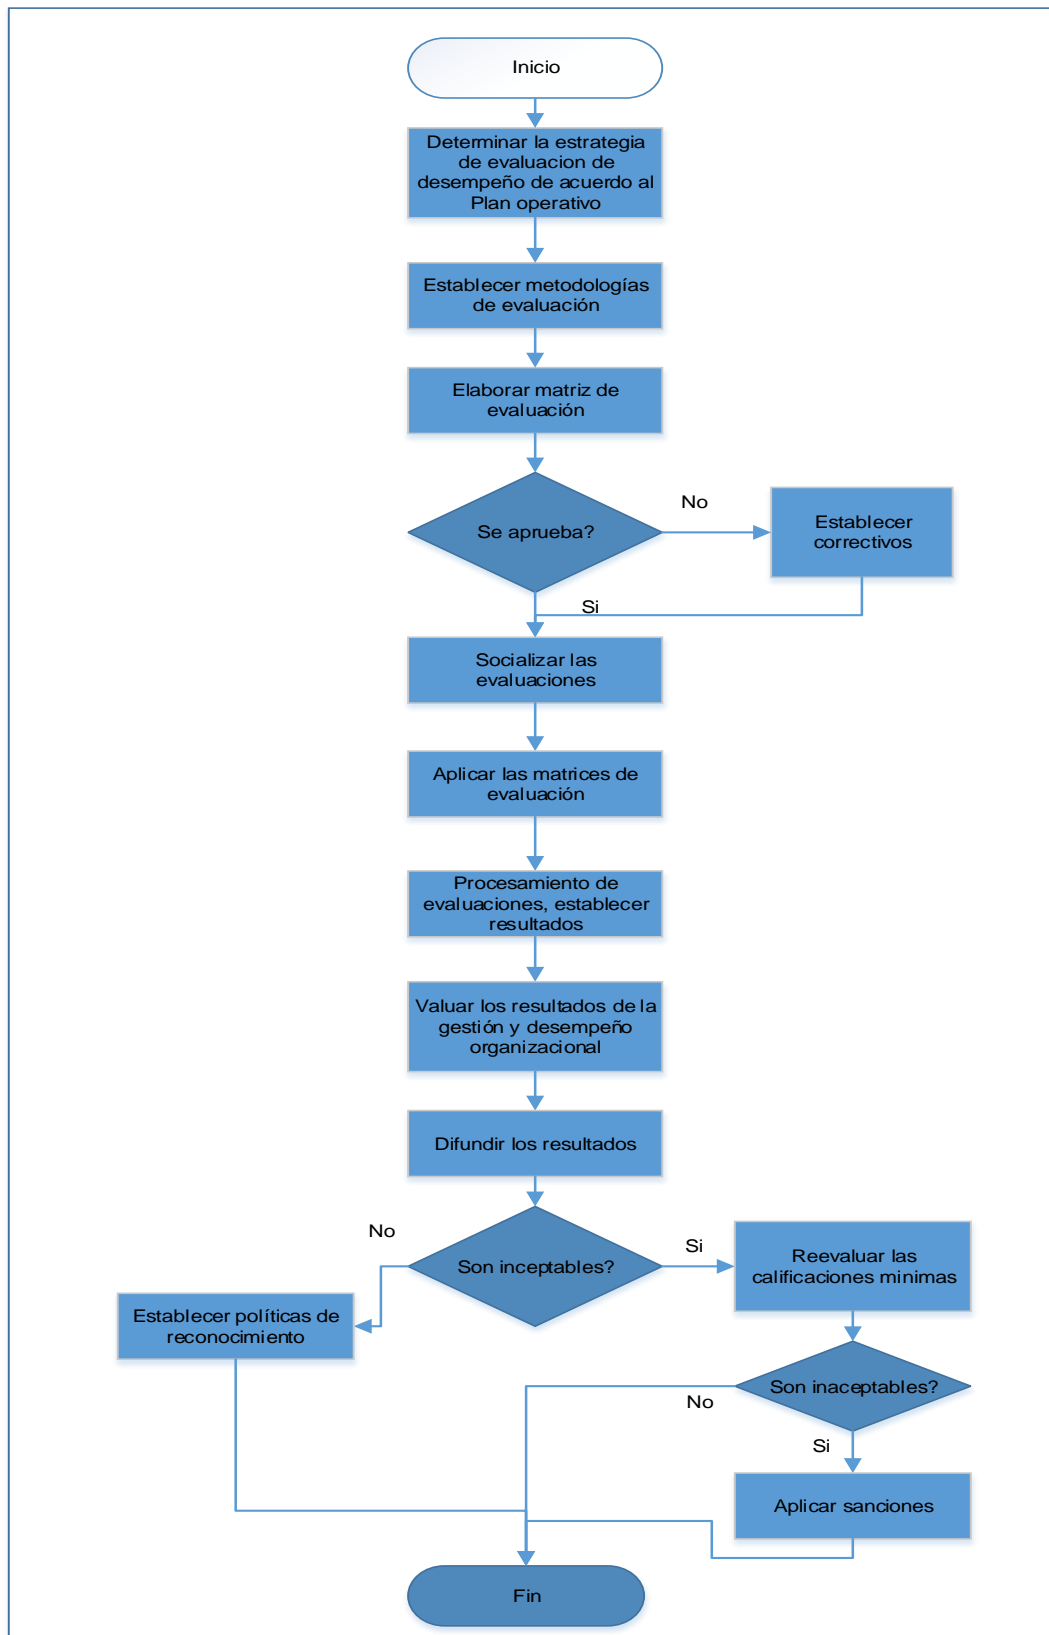 Inicio
Determinar la estrategia
de evaluacion de
desempeño de acuerdo al
Plan operativo
Establecer metodologías
de evaluación
Elaborar matriz de
evaluación
Se aprueba?
No
Establecer
correctivos
Si
Socializar las
evaluaciones
Aplicar las matrices de
evaluación
Procesamiento de
evaluaciones, establecer
resultados
Valuar los resultados de la
gestión y desempeño
organizacional
Difundir los resultados
Son inceptables?
No
Si
Reevaluar las
calificaciones minimas
Establecer políticas de
reconocimiento
Son inaceptables?
No
Si
Aplicar sanciones
Fin